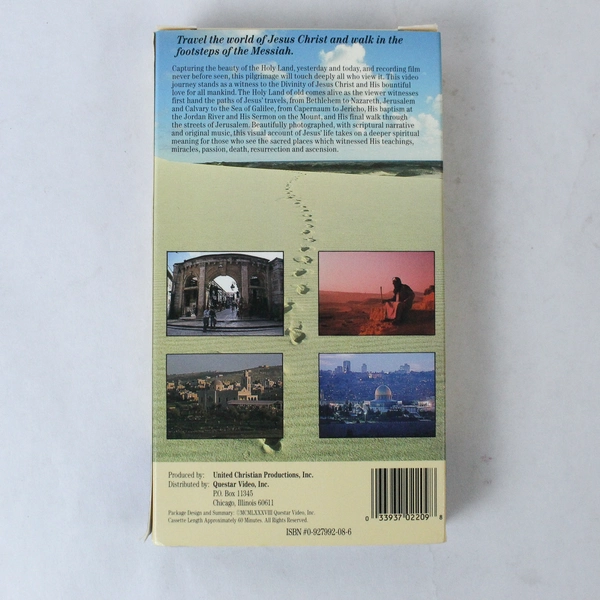 Travel the world of Jesus Christ and walk in the
footsteps of the Messiah.
Capturing the beauty of the Holy Land, yesterday and today, and recording film
never before seen, this pilgrimage will touch deeply all who view it. This video
journey stands as a witness to the Divinity of Jesus Christ and His bountiful
love for all mankind. The Holy Land of old comes alive as the viewer witnesses
first hand the paths of Jesus' travels, from Bethlehem to Nazareth, Jerusalem
and Calvary to the Sea of Galilee, from Capernaum to Jericho, His baptism at
the Jordan River and His Sermon on the Mount, and His final walk through
the streets of Jerusalem. Beautifully photographed, with scriptural narrative
and original music, this visual account of Jesus' life takes on a deeper spiritual
meaning for those who see the sacred places which witnessed His teachings,
miracles, passion, death, resurrection and ascension.
Produced by: United Christian Productions, Inc.
Distributed by: Questar Video, Inc.
P.O. Box 11345
Chicago, Illinois 60611
Package Design and Summary. ©MCMLXXXVIII Questar Video, Inc.
Cassette Length Approximately 60 Minutes. All Rights Reserved.
ISBN #0-927992-08-6
0 33937 02209 8